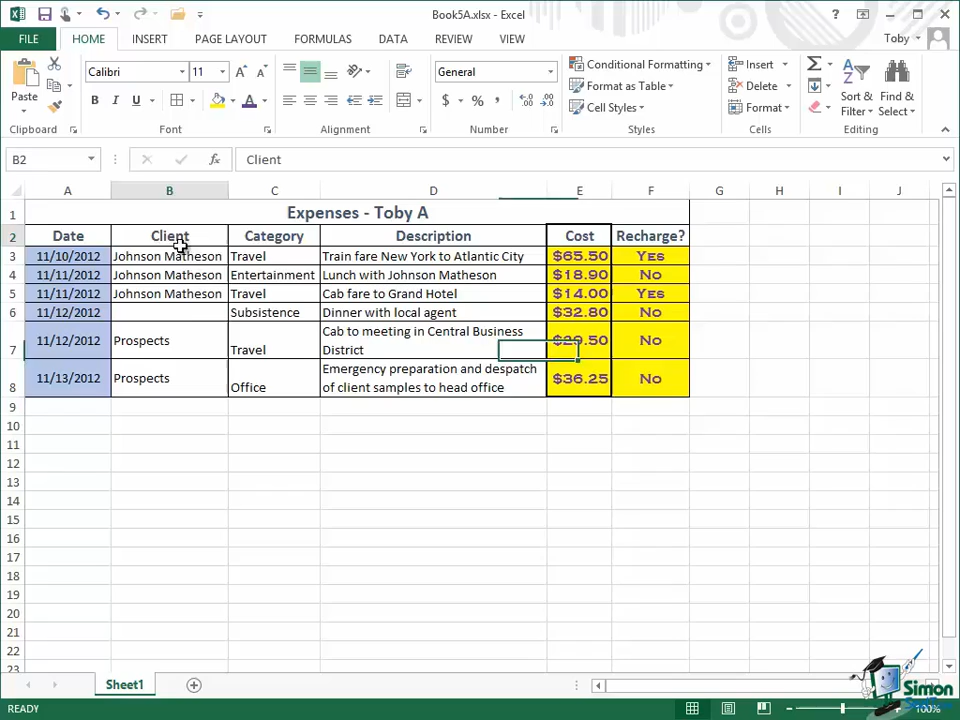 Book5A.xlsx - Excel
?
FILE
HOME
INSERT
PAGE LAYOUT
FORMULAS
DATA
REVIEW
VIEW
Toby
Paste
Calibri
11
B I U
General
$ % ,
Conditional Formatting
Format as Table
Cell Styles
Insert
Delete
Format
Sort &
Filter
Find &
Select
Clipboard
Font
Alignment
Number
Styles
Cells
Editing
B2
fx
Client
A B C D E F G H I J
1 Expenses - Toby A
2 Date Client Category Description Cost Recharge?
3 11/10/2012 Johnson Matheson Travel Train fare New York to Atlantic City $65.50 Yes
4 11/11/2012 Johnson Matheson Entertainment Lunch with Johnson Matheson $18.90 No
5 11/11/2012 Johnson Matheson Travel Cab fare to Grand Hotel $14.00 Yes
6 11/12/2012 Subsistence Dinner with local agent $32.80 No
7 11/12/2012 Prospects Travel Cab to meeting in Central Business
District $29.50 No
8 11/13/2012 Prospects Office Emergency preparation and despatch
of client samples to head office $36.25 No
9
10
11
12
13
14
15
16
17
18
19
20
21
22
23
Sheet1
READY
100%
Simon